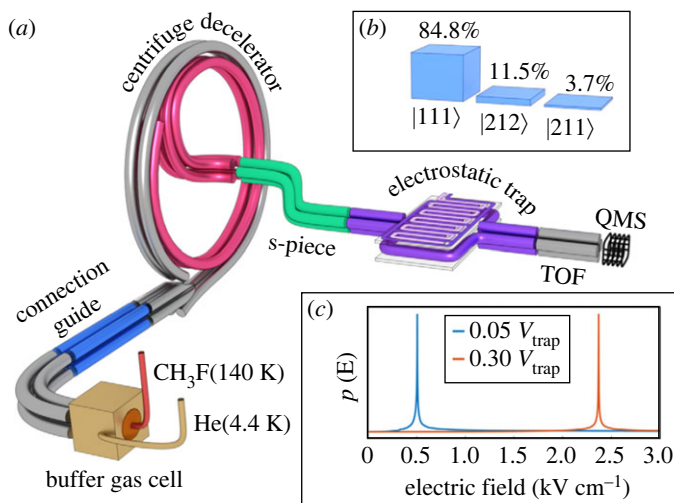 (a)
centrifuge decelerator
connection
guide
CH₃F(140 K)
He(4.4 K)
buffer gas cell
s-piece
electrostatic trap
QMS
TOF
(b)
84.8%
11.5%
3.7%
|111⟩
|212⟩
|211⟩
(c)
0.05 V_trap
0.30 V_trap
p (E)
0 0.5 1.0 1.5 2.0 2.5 3.0
electric field (kV cm⁻¹)